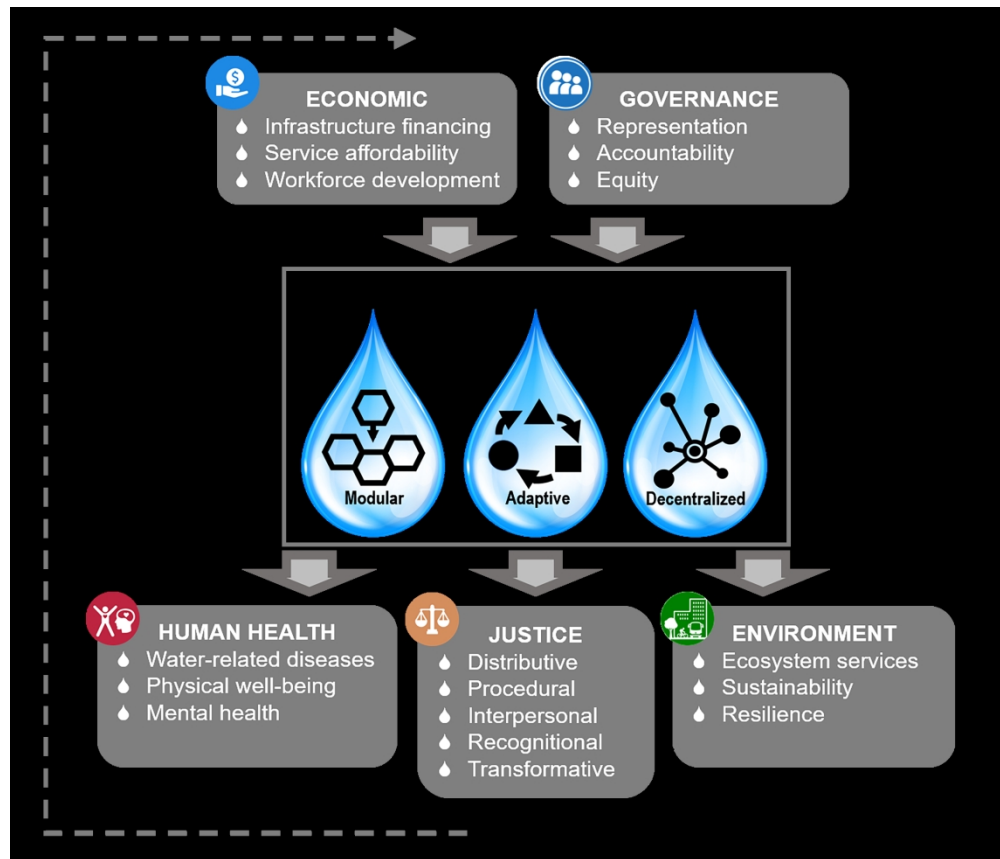 ECONOMIC
Infrastructure financing
Service affordability
Workforce development
GOVERNANCE
Representation
Accountability
Equity
Modular
Adaptive
Decentralized
HUMAN HEALTH
Water-related diseases
Physical well-being
Mental health
JUSTICE
Distributive
Procedural
Interpersonal
Recognitional
Transformative
ENVIRONMENT
Ecosystem services
Sustainability
Resilience